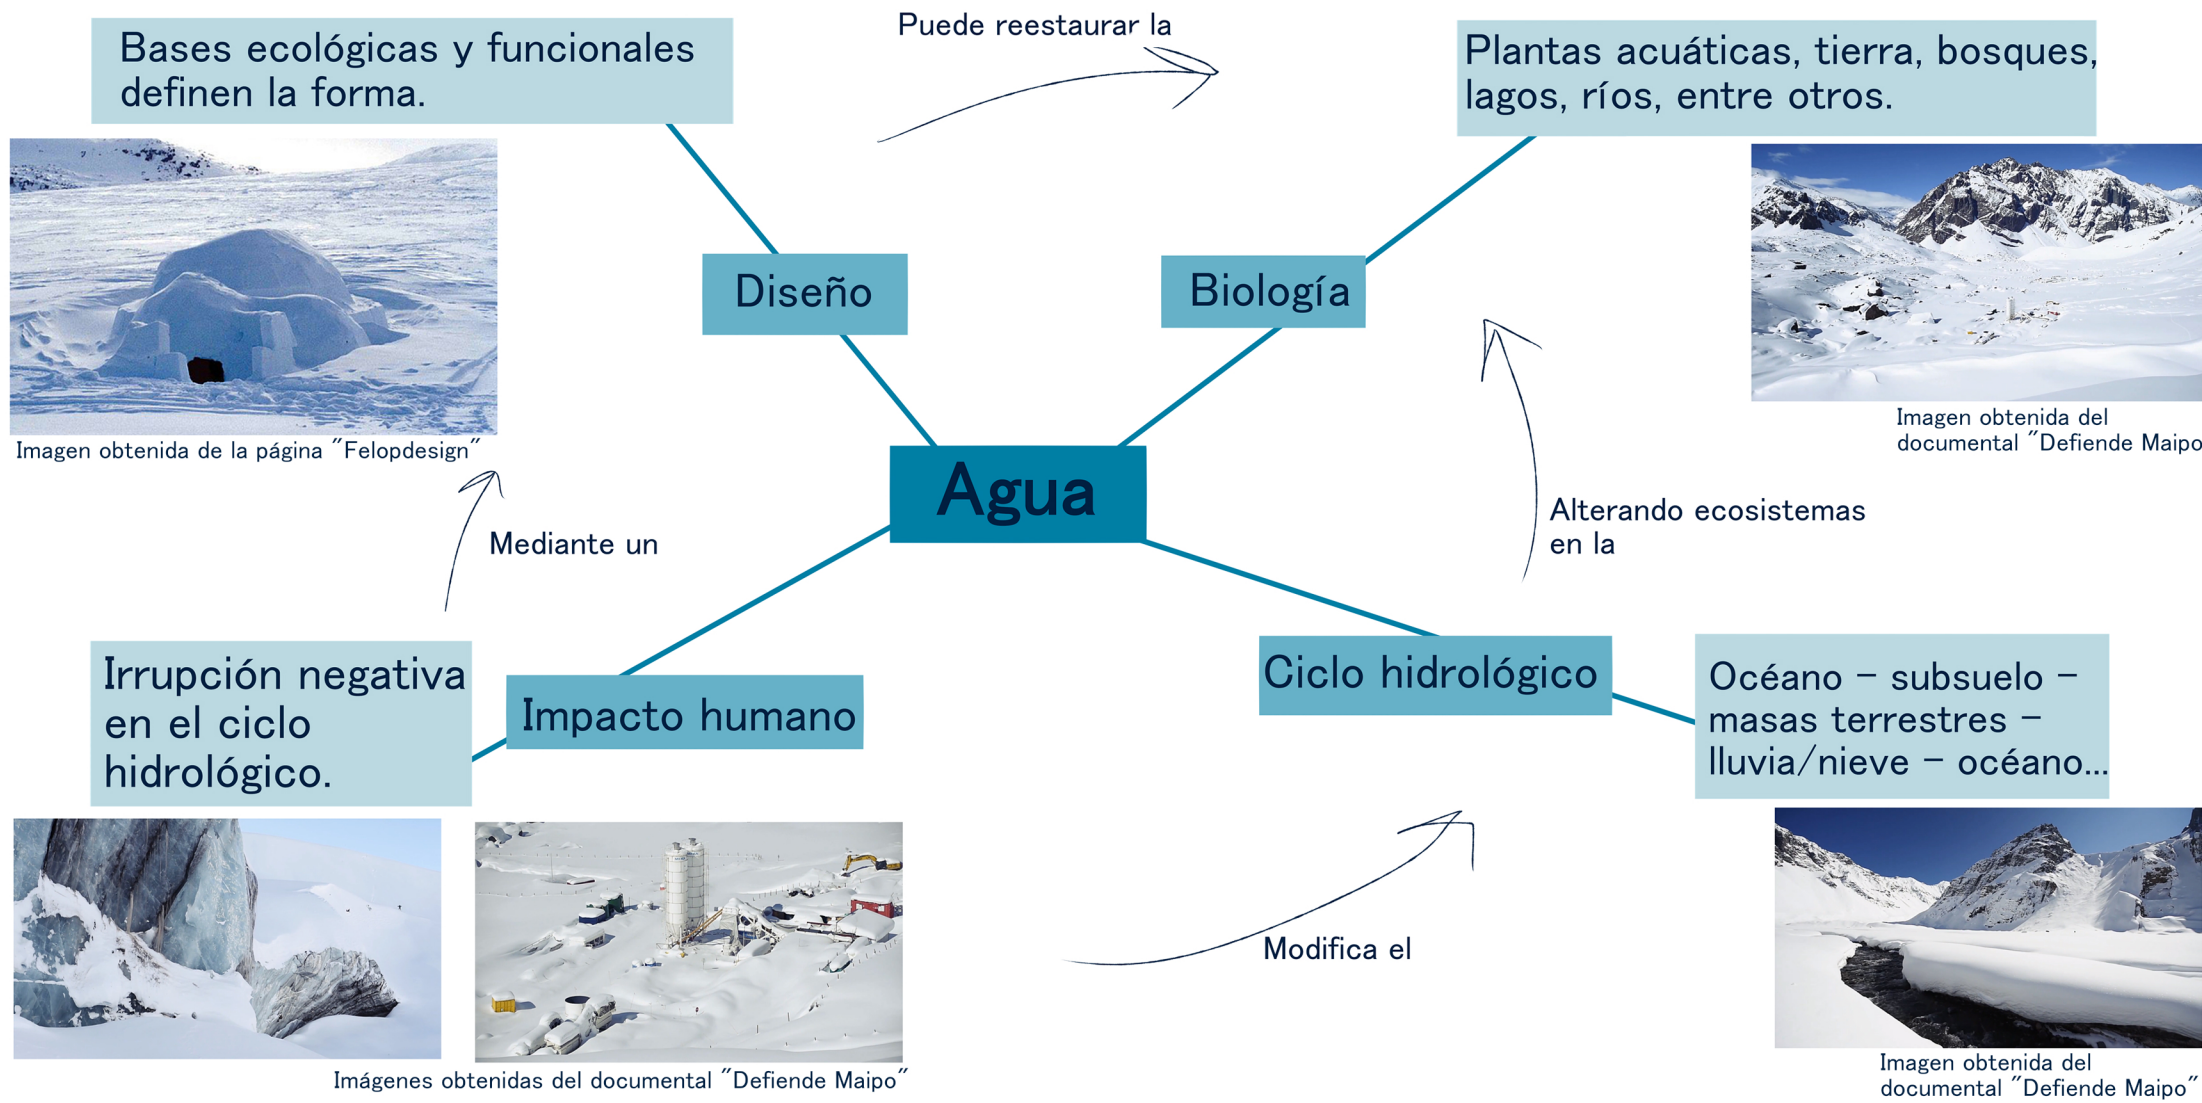 Puede reestaurar la
Bases ecológicas y funcionales
definen la forma.
Plantas acuáticas, tierra, bosques,
lagos, ríos, entre otros.
Diseño
Biología
Imagen obtenida de la página "Felopdesign"
Imagen obtenida del
documental "Defiende Maipo
Agua
Mediante un
Alterando ecosistemas
en la
Irrupción negativa
en el ciclo
hidrológico.
Impacto humano
Ciclo hidrológico
Océano - subsuelo -
masas terrestres -
lluvia/nieve - océano...
Modifica el
Imágenes obtenidas del documental "Defiende Maipo"
Imagen obtenida del
documental "Defiende Maipo"